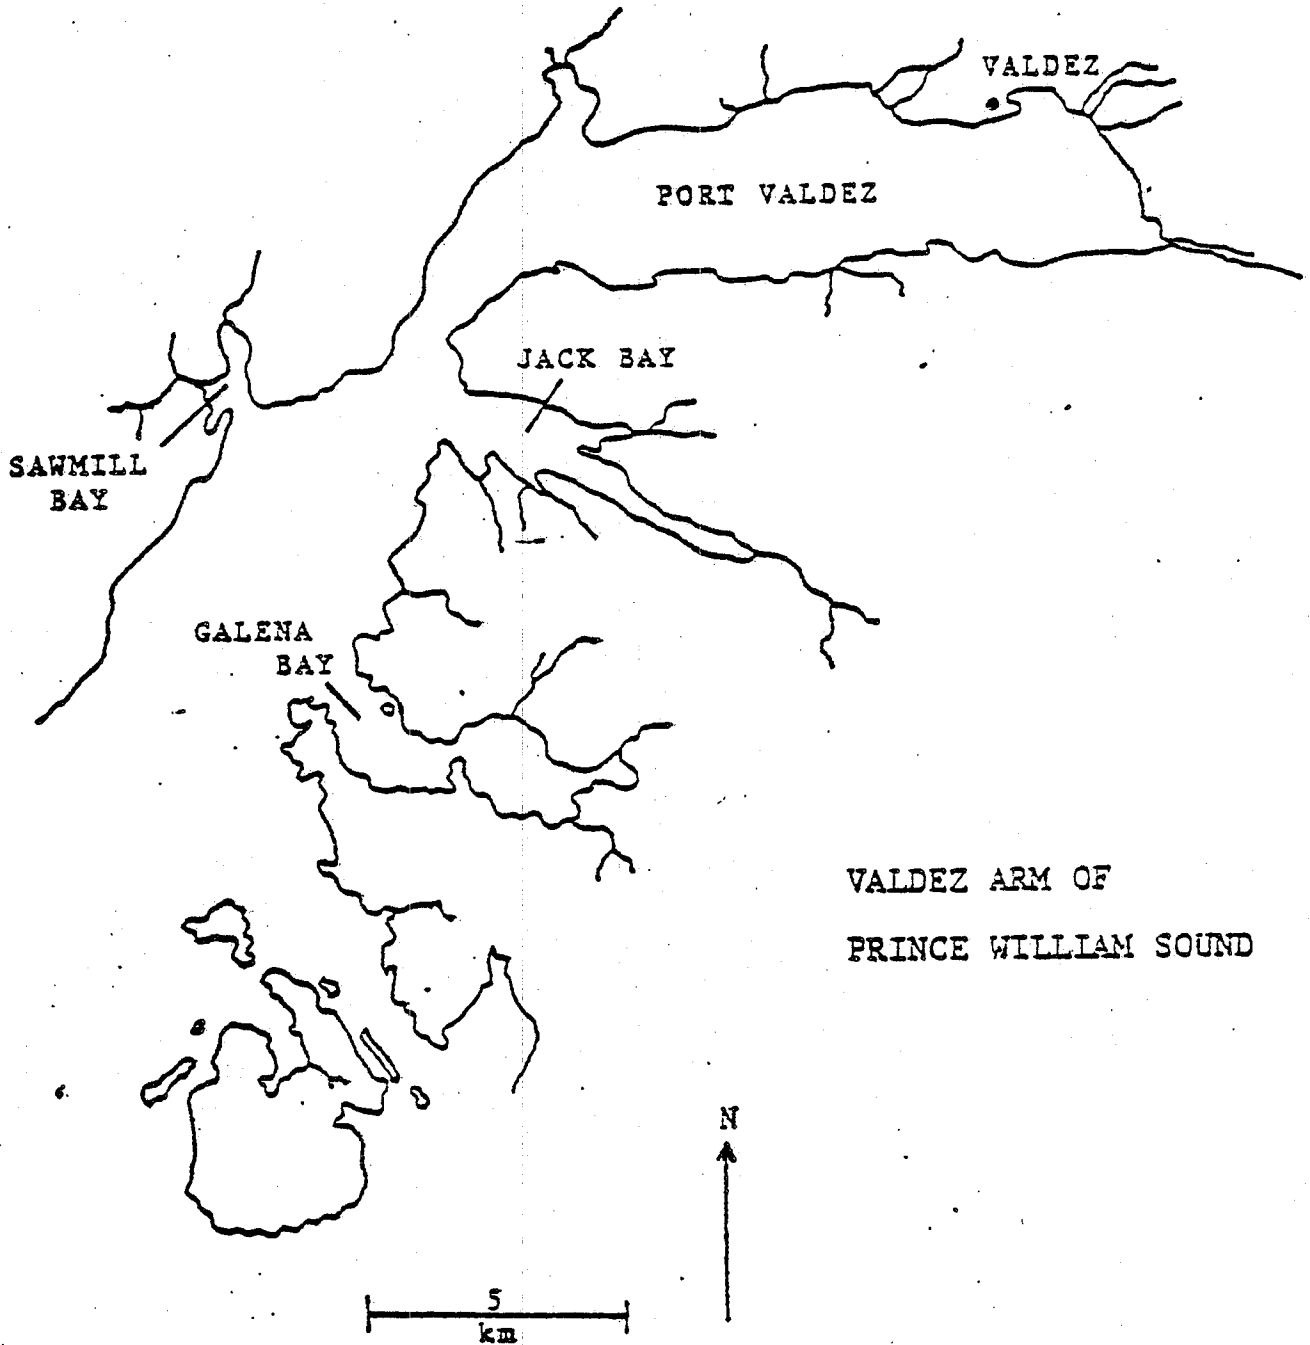 VALDEZ
PORT VALDEZ
JACK BAY
SAWMILL
BAY
GALENA
BAY
VALDEZ ARM OF
PRINCE WILLIAM SOUND
N
5
km